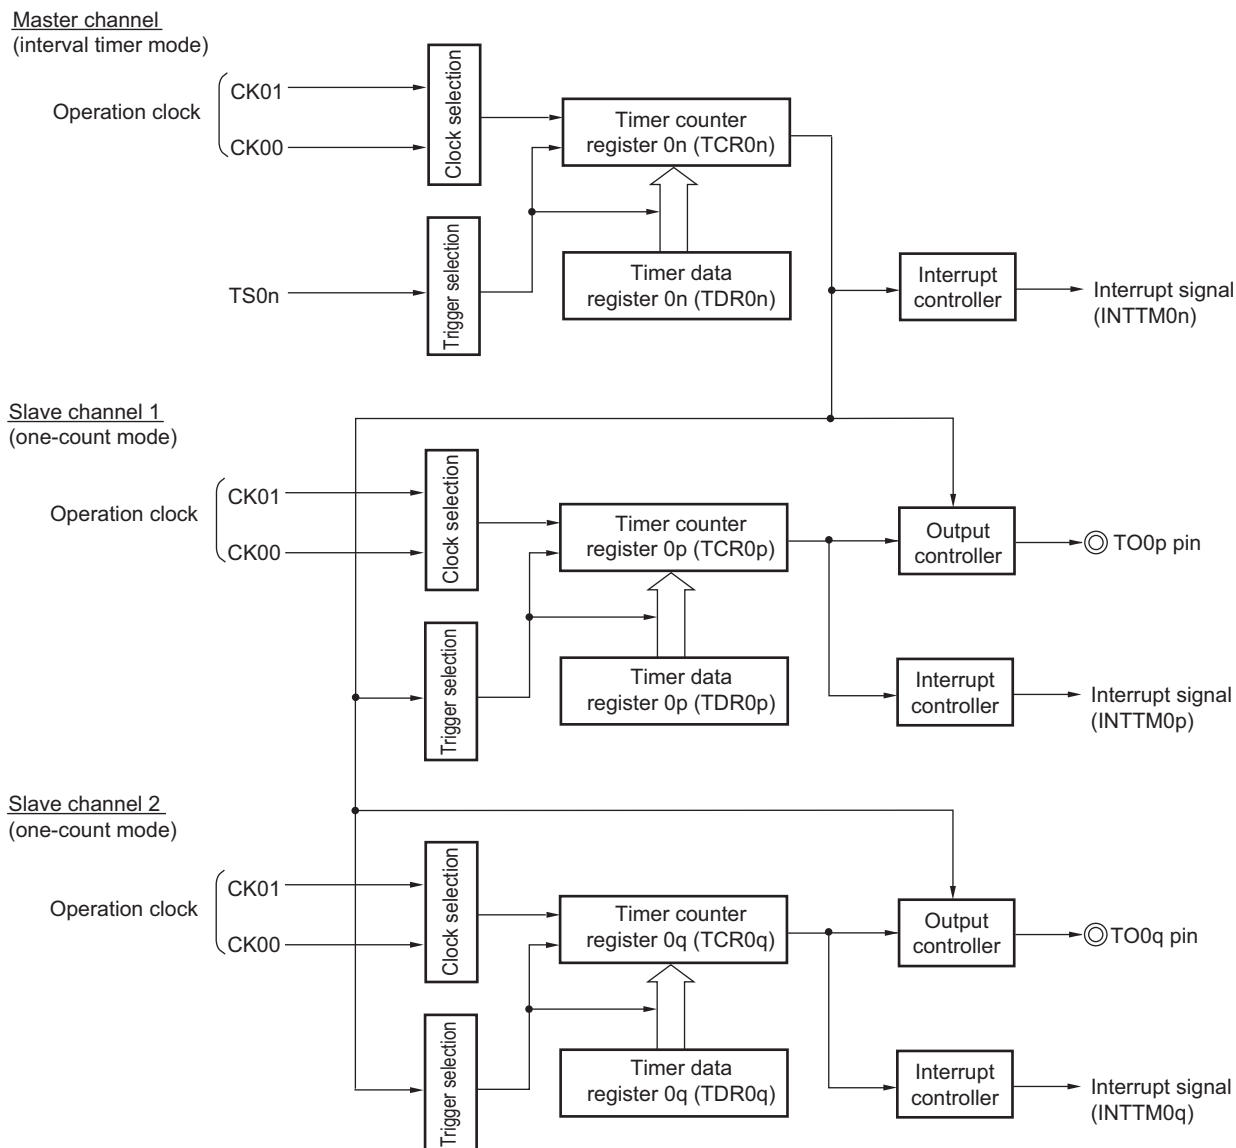 Master channel
(interval timer mode)
Operation clock
CK01
CK00
Clock selection
Timer counter
register 0n (TCR0n)
TS0n
Trigger selection
Timer data
register 0n (TDR0n)
Interrupt
controller
Interrupt signal
(INTTM0n)
Slave channel 1
(one-count mode)
Operation clock
CK01
CK00
Clock selection
Timer counter
register 0p (TCR0p)
Output
controller
TO0p pin
Trigger selection
Timer data
register 0p (TDR0p)
Interrupt
controller
Interrupt signal
(INTTM0p)
Slave channel 2
(one-count mode)
Operation clock
CK01
CK00
Clock selection
Timer counter
register 0q (TCR0q)
Output
controller
TO0q pin
Trigger selection
Timer data
register 0q (TDR0q)
Interrupt
controller
Interrupt signal
(INTTM0q)